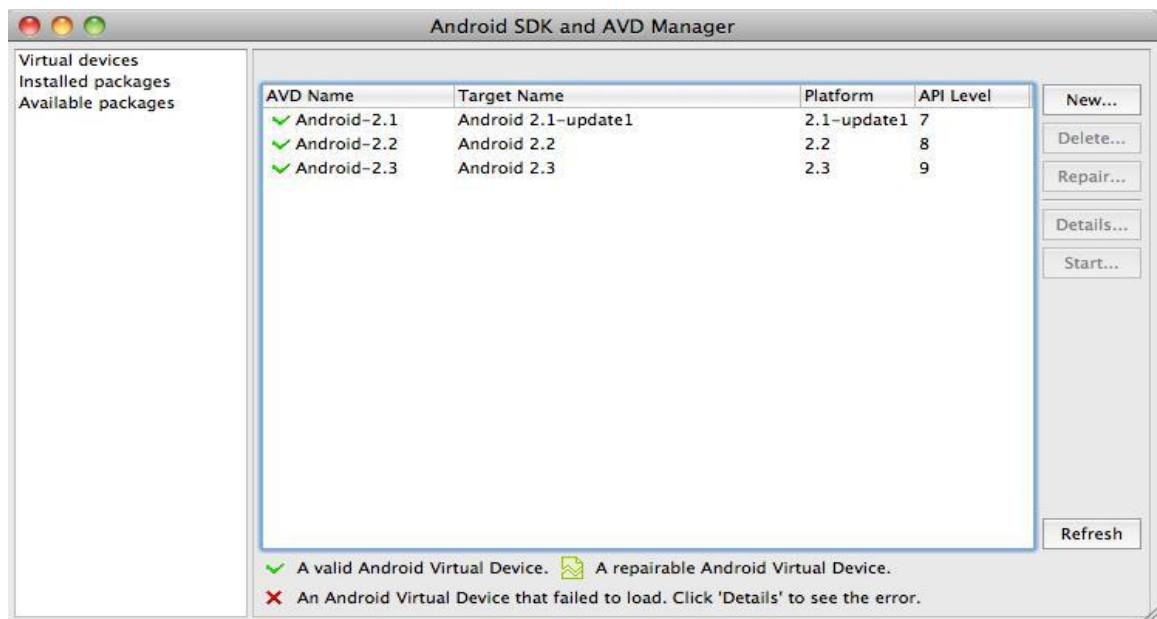 Android SDK and AVD Manager
Virtual devices
Installed packages
Available packages
AVD Name Target Name Platform API Level
Android-2.1 Android 2.1-update1 2.1-update1 7
Android-2.2 Android 2.2 2.2 8
Android-2.3 Android 2.3 2.3 9
New...
Delete...
Repair...
Details...
Start...
Refresh
A valid Android Virtual Device. A repairable Android Virtual Device.
An Android Virtual Device that failed to load. Click 'Details' to see the error.